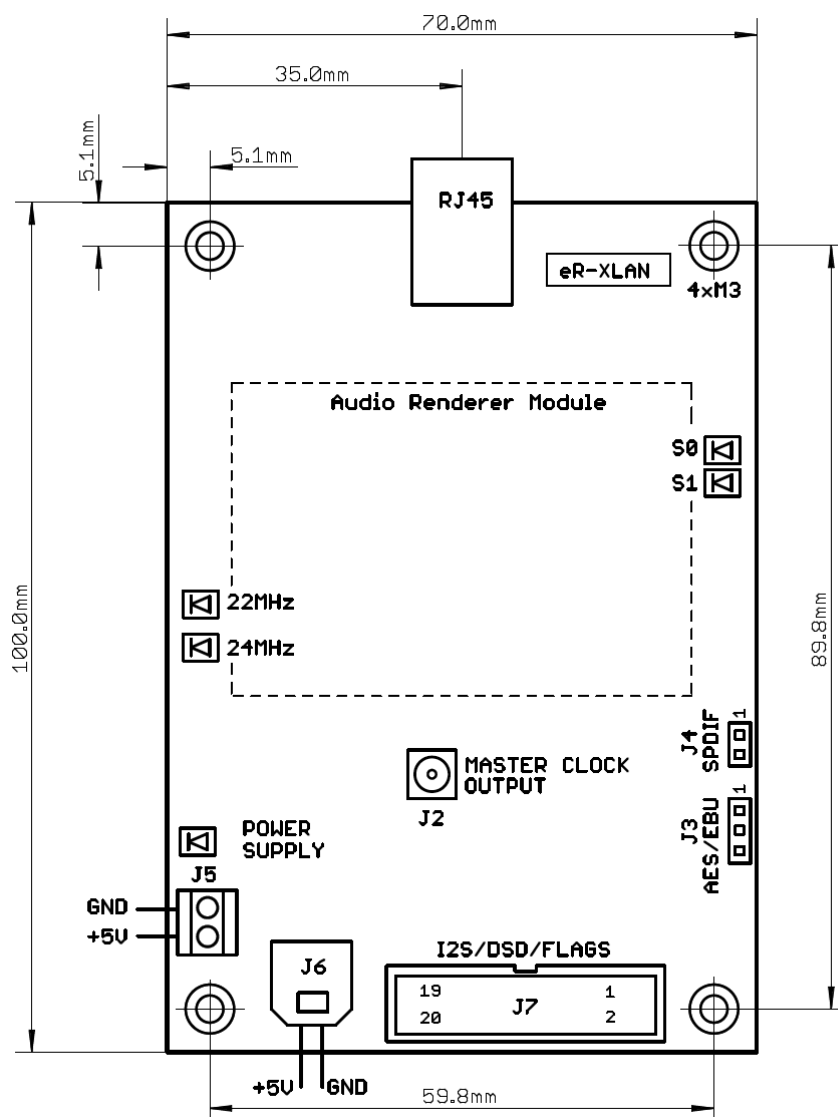 70.0mm
35.0mm
5.1mm
5.1mm
RJ45
eR-XLAN
4xM3
Audio Renderer Module
S0
S1
22MHz
24MHz
100.0mm
89.8mm
J4
SPDIF
1
MASTER CLOCK
OUTPUT
J2
J3
AES/EBU
1
POWER
SUPPLY
J5
GND
+5V
J6
I2S/DSD/FLAGS
19
1
J7
20
2
+5V
GND
59.8mm